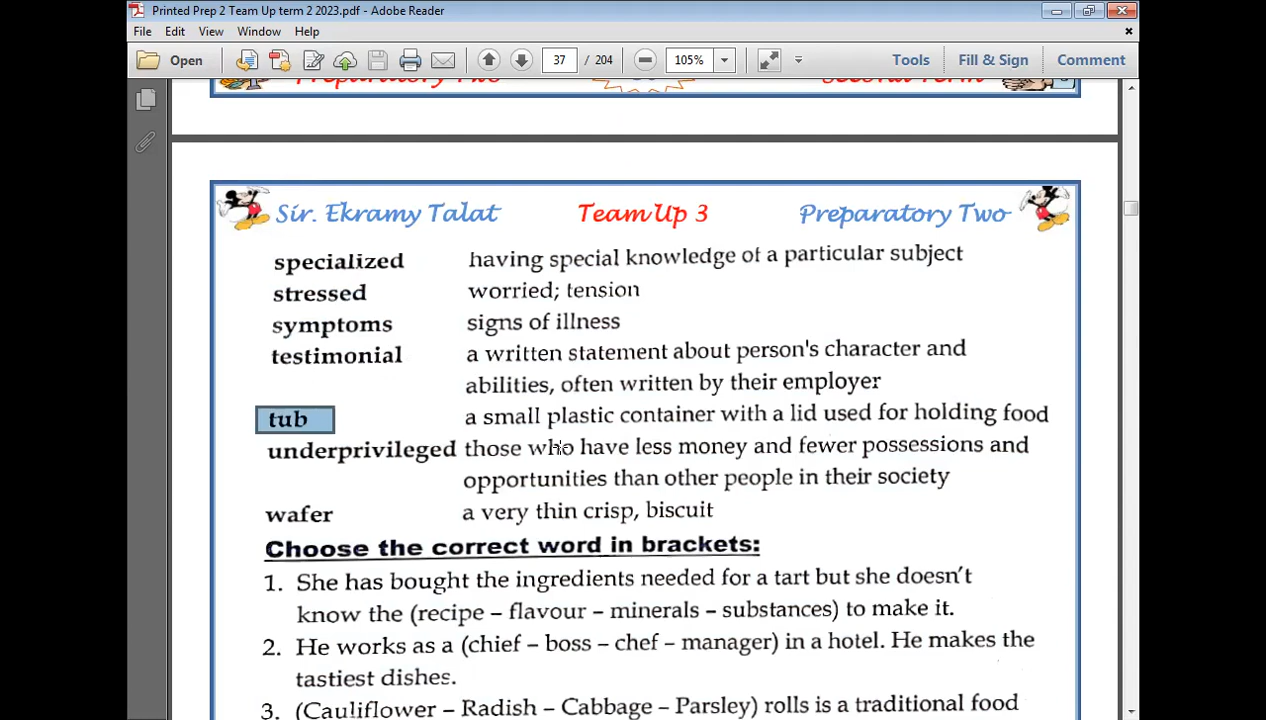 Printed Prep 2 Team Up term 2 2023.pdf - Adobe Reader
File Edit View Window Help
Open 37 / 204 105% Tools Fill & Sign Comment
Preparatory Two Second Term
Sir. Ekramy Talat Team Up 3 Preparatory Two
specialized having special knowledge of a particular subject
stressed worried; tension
symptoms signs of illness
testimonial a written statement about person's character and
abilities, often written by their employer
tub a small plastic container with a lid used for holding food
underprivileged those who have less money and fewer possessions and
opportunities than other people in their society
wafer a very thin crisp, biscuit
Choose the correct word in brackets:
1. She has bought the ingredients needed for a tart but she doesn't
know the (recipe – flavour – minerals – substances) to make it.
2. He works as a (chief – boss – chef – manager) in a hotel. He makes the
tastiest dishes.
3. (Cauliflower – Radish – Cabbage – Parsley) rolls is a traditional food